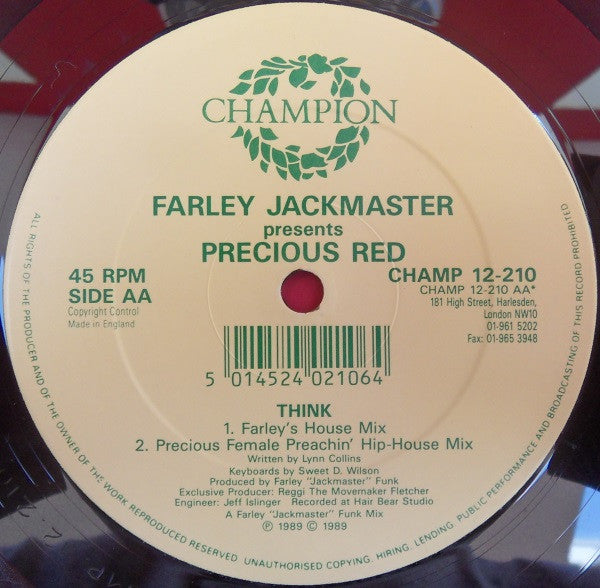 CHAMPION
FARLEY JACKMASTER
presents
PRECIOUS RED
45 RPM
SIDE AA
Copyright Control
Made in England
CHAMP 12-210
CHAMP 12-210 AA*
181 High Street, Harlesden,
London NW10
01-961 5202
Fax: 01-965 3948
5 014524 021064
THINK
1. Farley's House Mix
2. Precious Female Preachin' Hip-House Mix
Written by Lynn Collins
Keyboards by Sweet D. Wilson
Produced by Farley "Jackmaster" Funk
Exclusive Producer: Reggi The Movemaker Fletcher
Engineer: Jeff Islinger Recorded at Hair Bear Studio
A Farley "Jackmaster" Funk Mix
℗ 1989 © 1989
ALL RIGHTS OF THE PRODUCER AND OF THE OWNER OF THE WORK REPRODUCED RESERVED. UNAUTHORISED COPYING. HIRING. LENDING. PUBLIC PERFORMANCE AND BROADCASTING OF THIS RECORD PROHIBITED